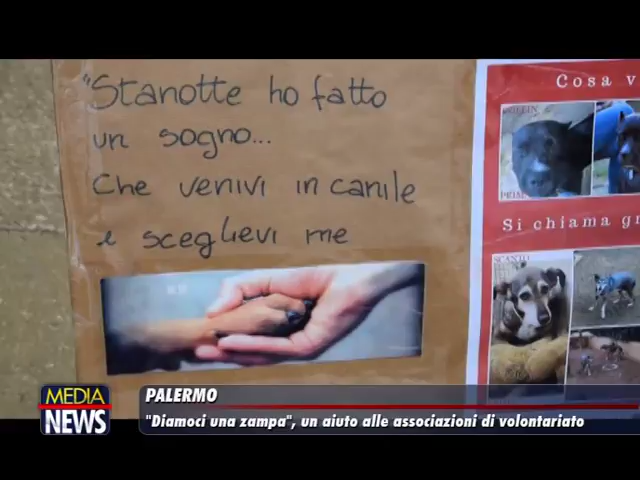 "Stanotte ho fatto
un sogno...
Che venivi in canile
e sceglievi me
Cosa v
Si chiama gr
MEDIA
NEWS
PALERMO
"Diamoci una zampa", un aiuto alle associazioni di volontariato